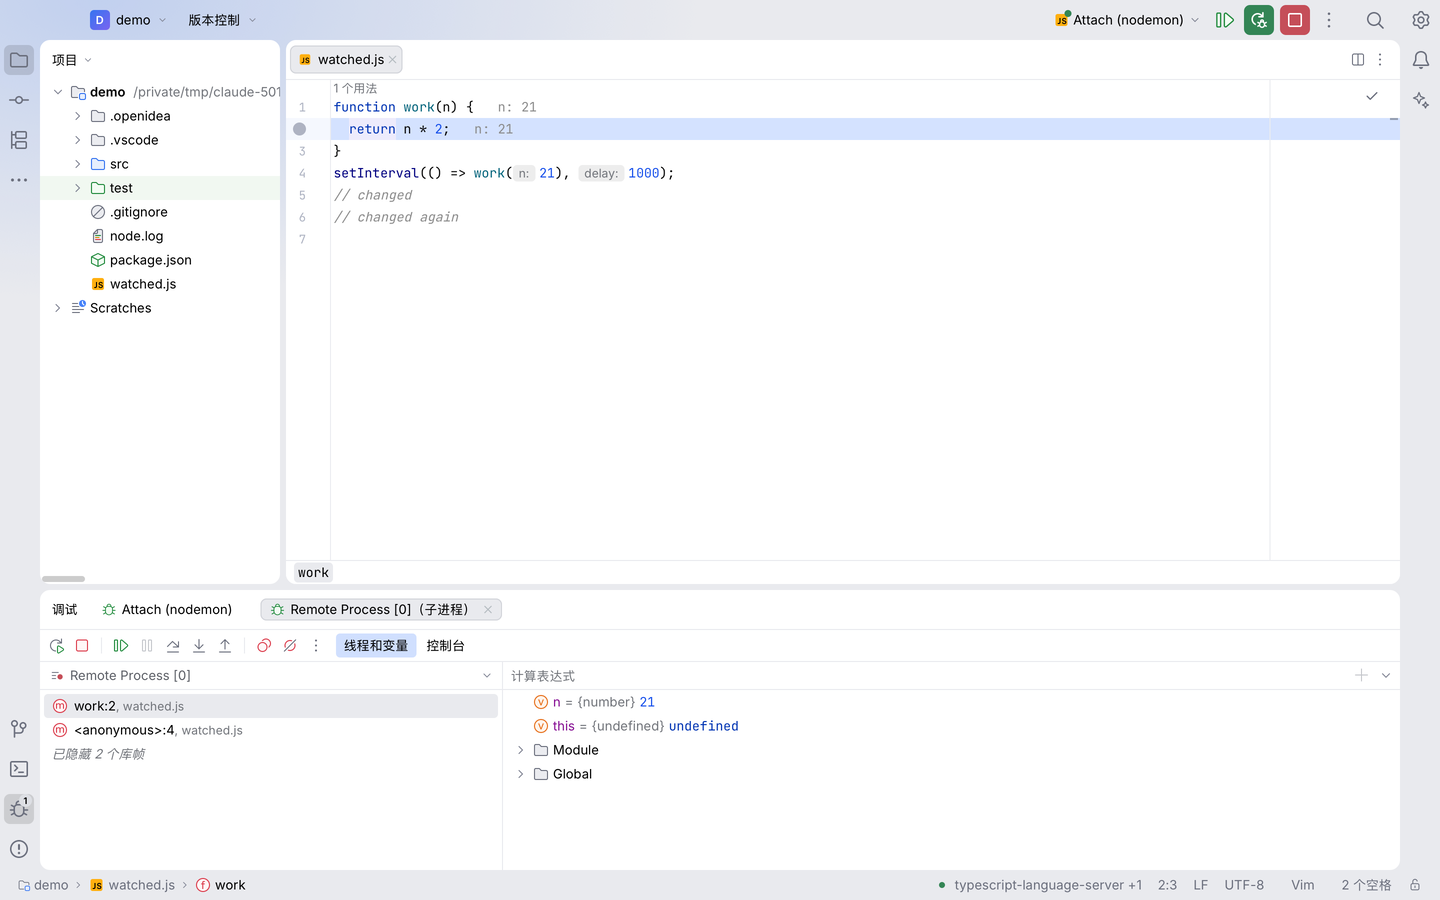 D demo 版本控制 JS Attach (nodemon)
项目
demo /private/tmp/claude-501
.openidea
.vscode
src
test
.gitignore
node.log
package.json
JS watched.js
Scratches
JS watched.js
1 个用法
1 function work(n) { n: 21
return n * 2; n: 21
3 }
4 setInterval(() => work( n: 21), delay: 1000);
5 // changed
6 // changed again
7
work
调试 Attach (nodemon) Remote Process [0] (子进程)
线程和变量 控制台
Remote Process [0]
m work:2, watched.js
m <anonymous>:4, watched.js
已隐藏 2 个库帧
计算表达式
v n = {number} 21
v this = {undefined} undefined
Module
Global
1
demo JS watched.js f work typescript-language-server +1 2:3 LF UTF-8 Vim 2 个空格